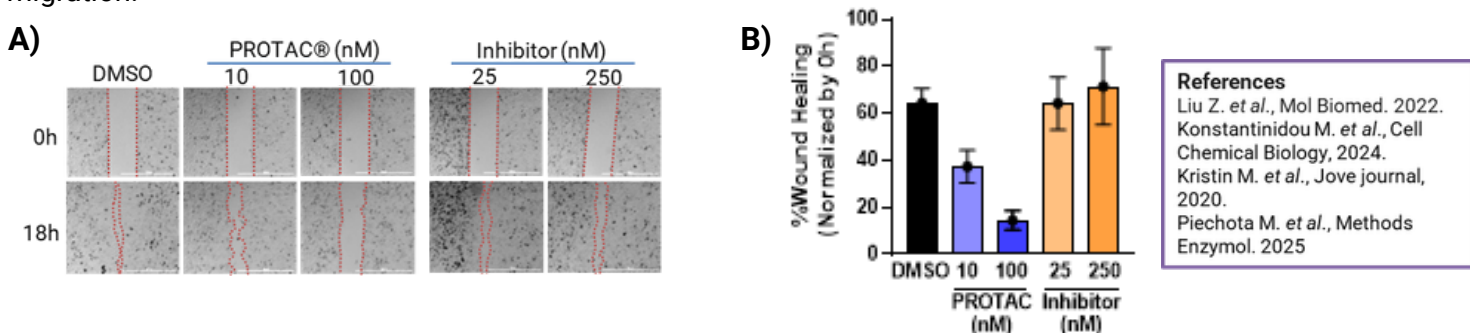 migration.
A)
PROTAC® (nM)
Inhibitor (nM)
DMSO
10
100
25
250
0h
18h
B)
%Wound Healing
(Normalized by 0h)
100
80
60
40
20
0
DMSO
10
100
25
250
PROTAC
(nM)
Inhibitor
(nM)
References
Liu Z. et al., Mol Biomed. 2022.
Konstantinidou M. et al., Cell
Chemical Biology, 2024.
Kristin M. et al., Jove journal,
2020.
Piechota M. et al., Methods
Enzymol. 2025